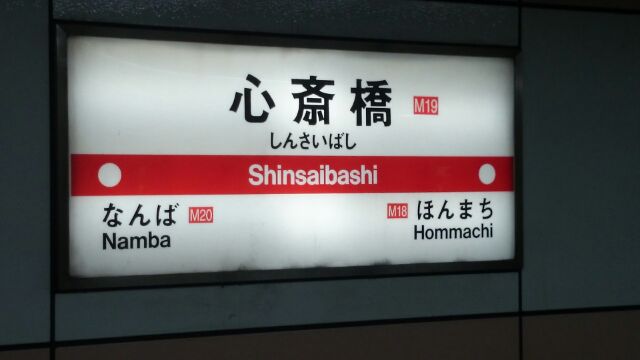 心斎橋 M19
しんさいばし
Shinsaibashi
なんば M20
Namba
M18 ほんまち
Hommachi